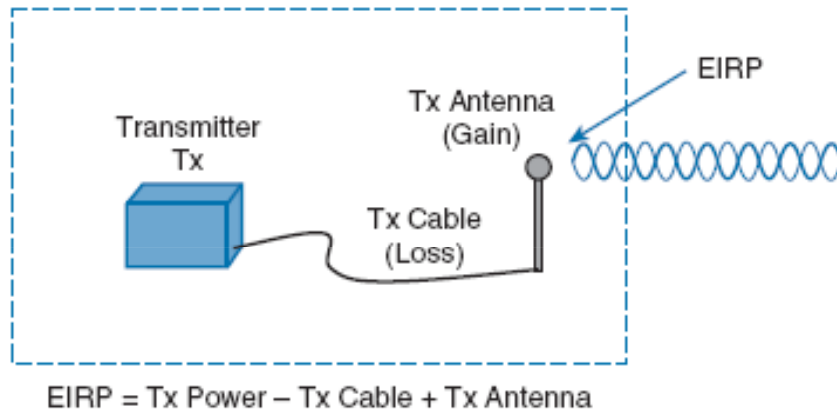 EIRP
Tx Antenna
(Gain)
Transmitter
Tx
Tx Cable
(Loss)
EIRP = Tx Power – Tx Cable + Tx Antenna